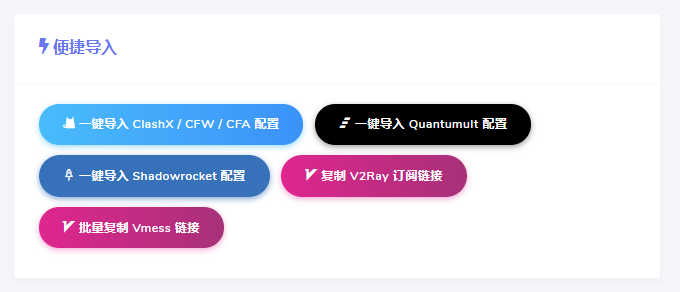 便捷导入
一键导入 ClashX / CFW / CFA 配置
一键导入 Quantumult 配置
一键导入 Shadowrocket 配置
复制 V2Ray 订阅链接
批量复制 Vmess 链接